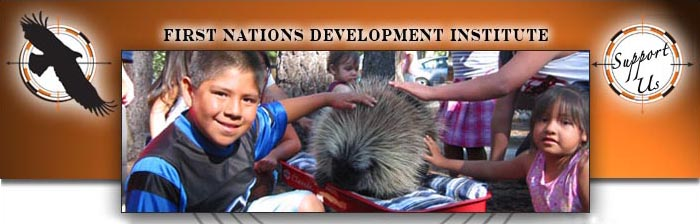 FIRST NATIONS DEVELOPMENT INSTITUTE
Support
Us